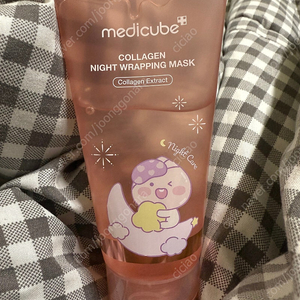 medicube
COLLAGEN
NIGHT WRAPPING MASK
Collagen Extract
Night Care